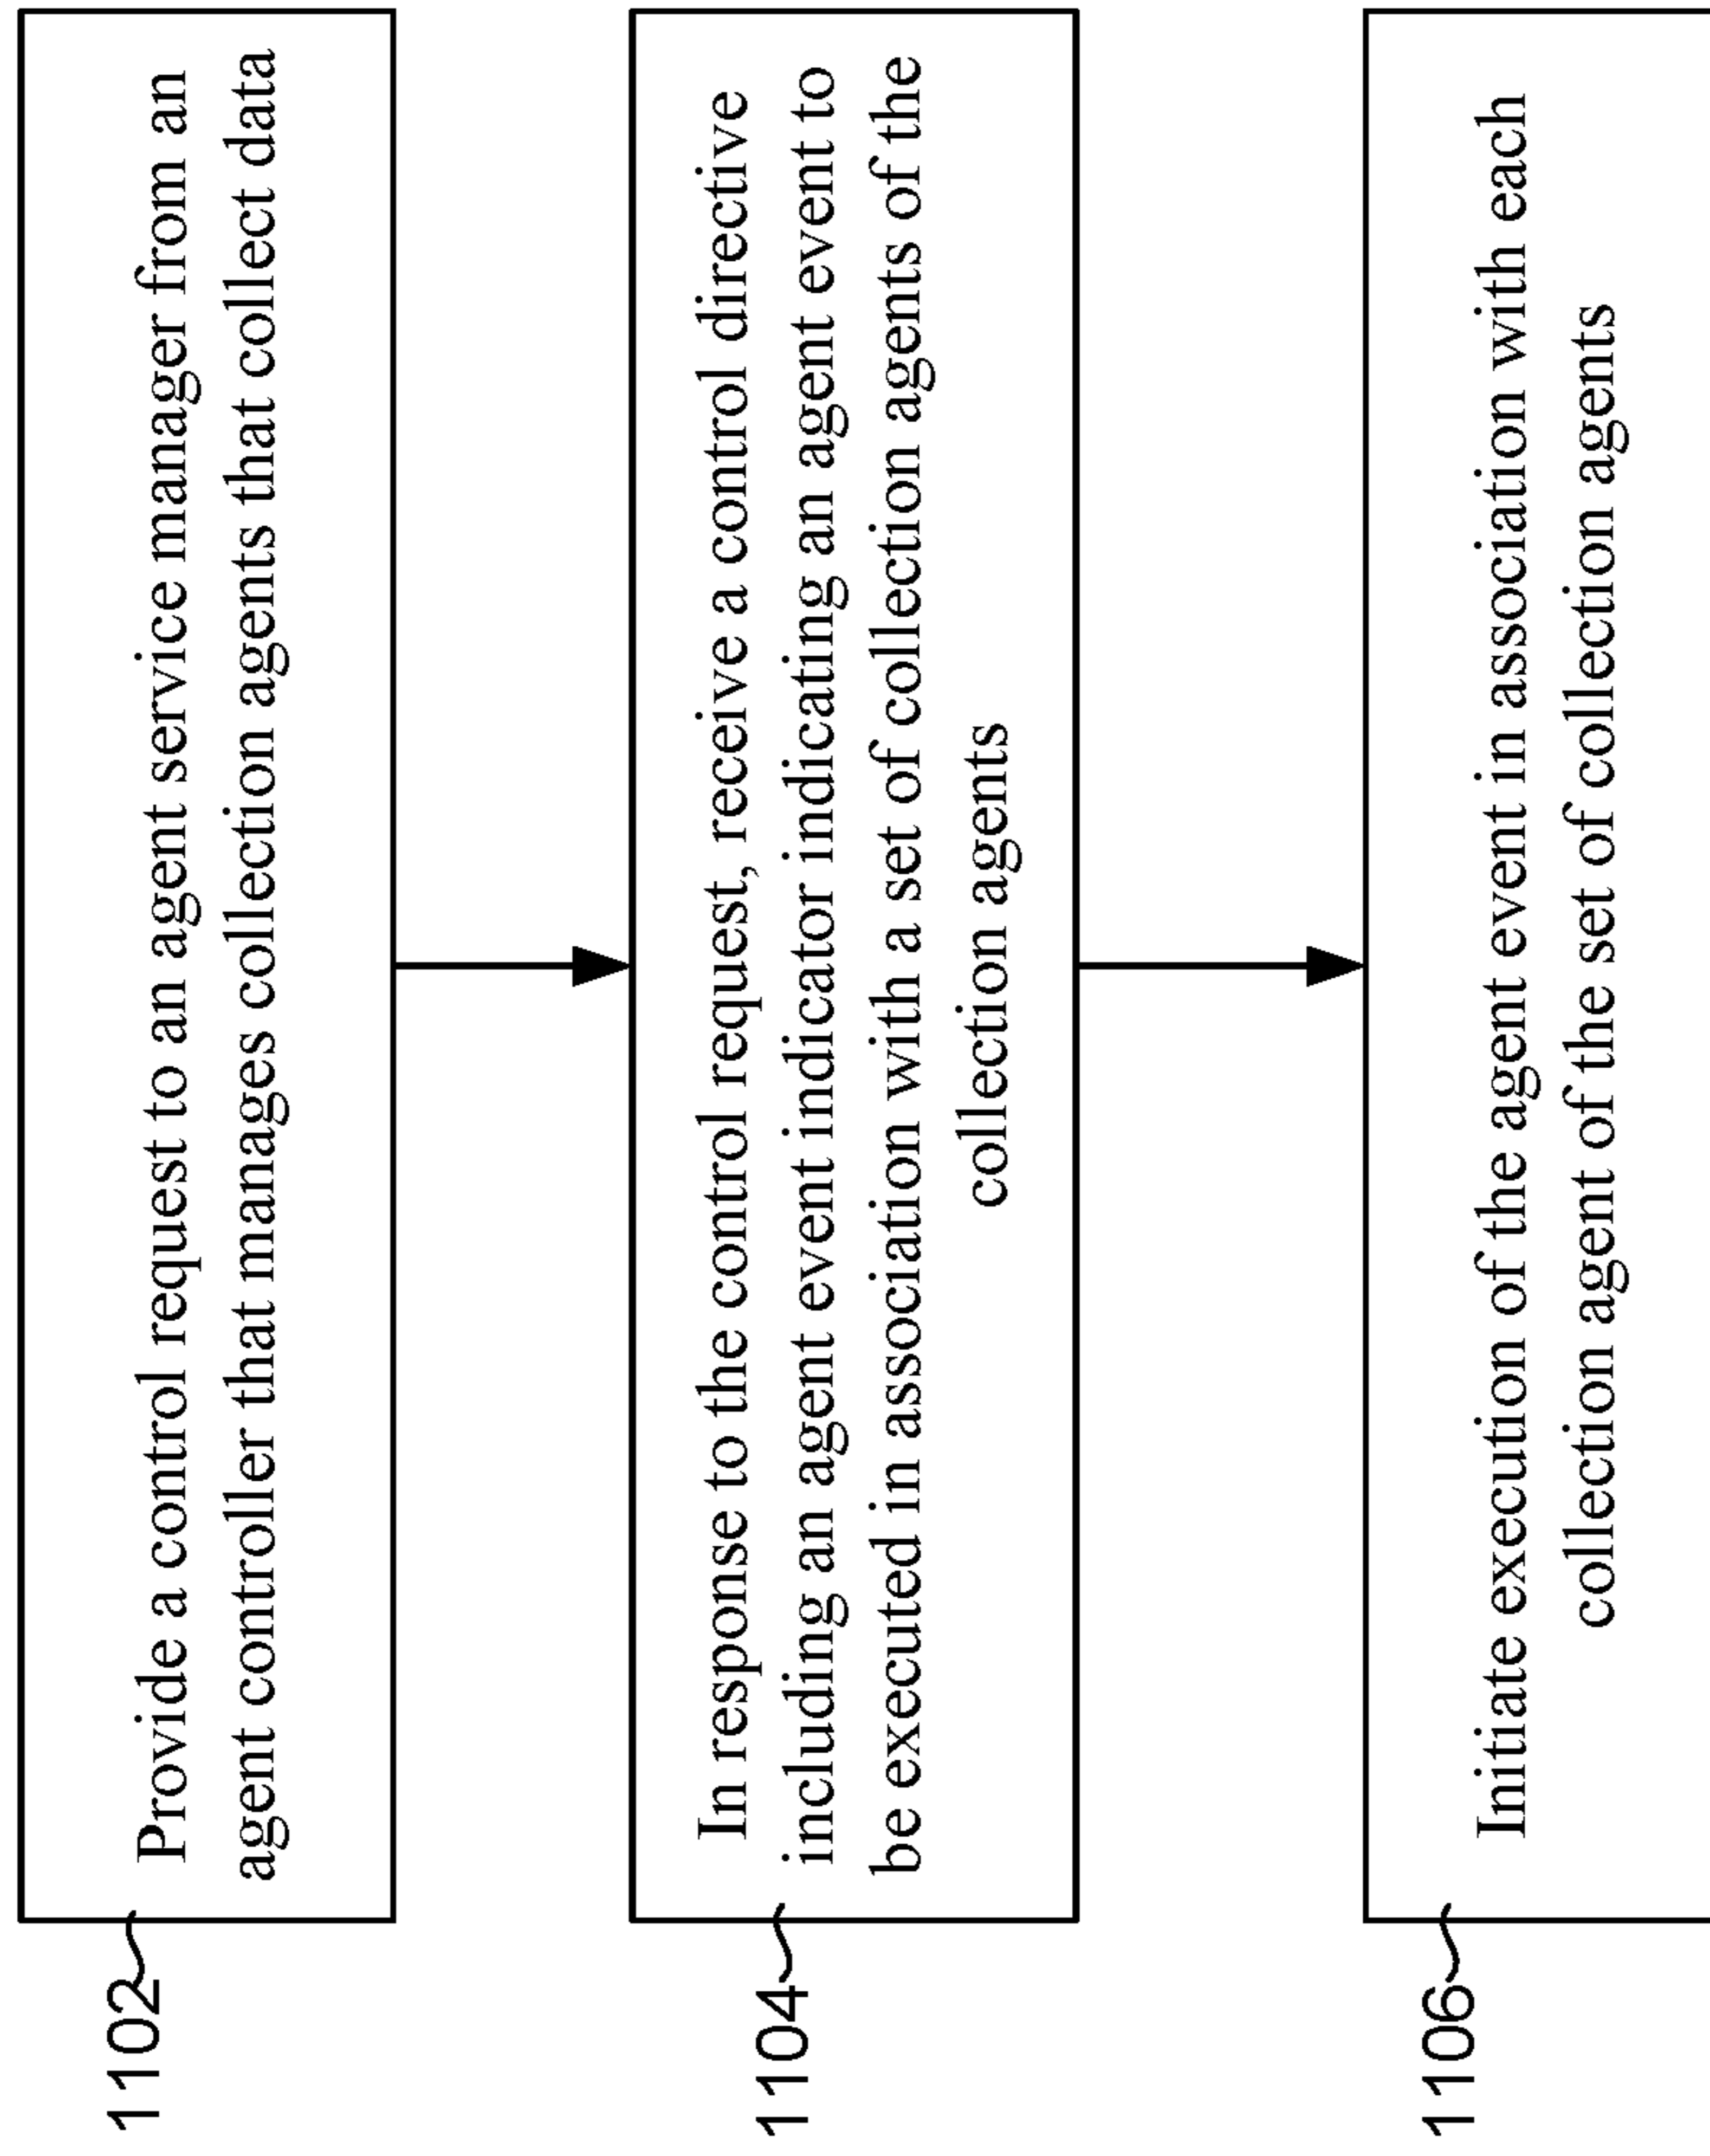 1102
Provide a control request to an agent service manager from an
agent controller that manages collection agents that collect data
1104
In response to the control request, receive a control directive
including an agent event indicator indicating an agent event to
be executed in association with a set of collection agents of the
collection agents
1106
Initiate execution of the agent event in association with each
collection agent of the set of collection agents